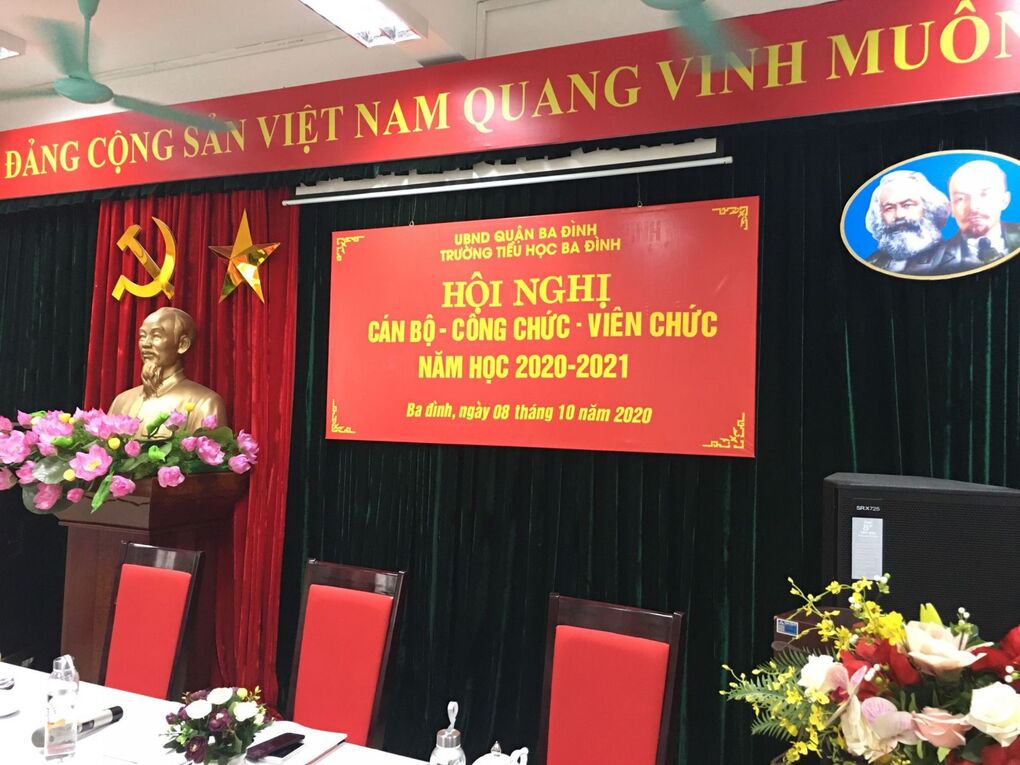 ĐẢNG CỘNG SẢN VIỆT NAM QUANG VINH MUÔN
UBND QUẬN BA ĐÌNH
TRƯỜNG TIỂU HỌC BA ĐÌNH
HỘI NGHỊ
CÁN BỘ - CÔNG CHỨC - VIÊN CHỨC
NĂM HỌC 2020-2021
Ba đình, ngày 08 tháng 10 năm 2020
SRX725